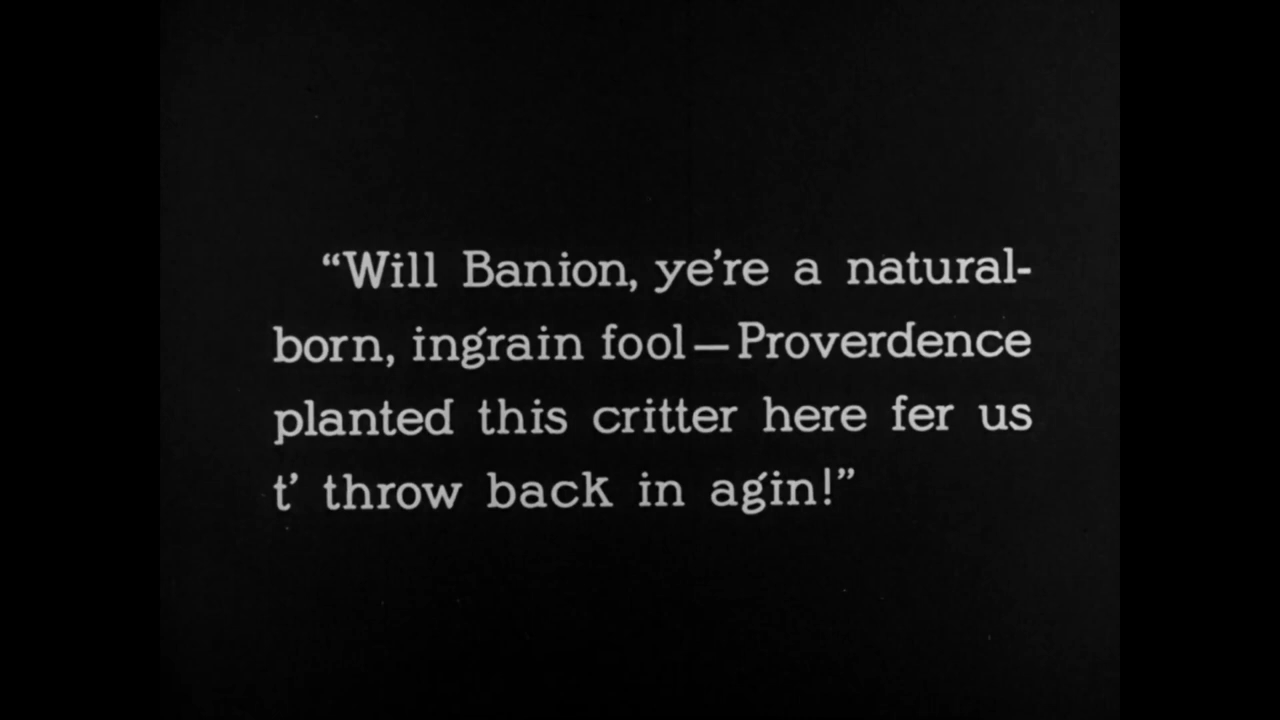 “Will Banion, ye’re a natural-
born, ingrain fool—Proverdence
planted this critter here fer us
t’ throw back in agin!”